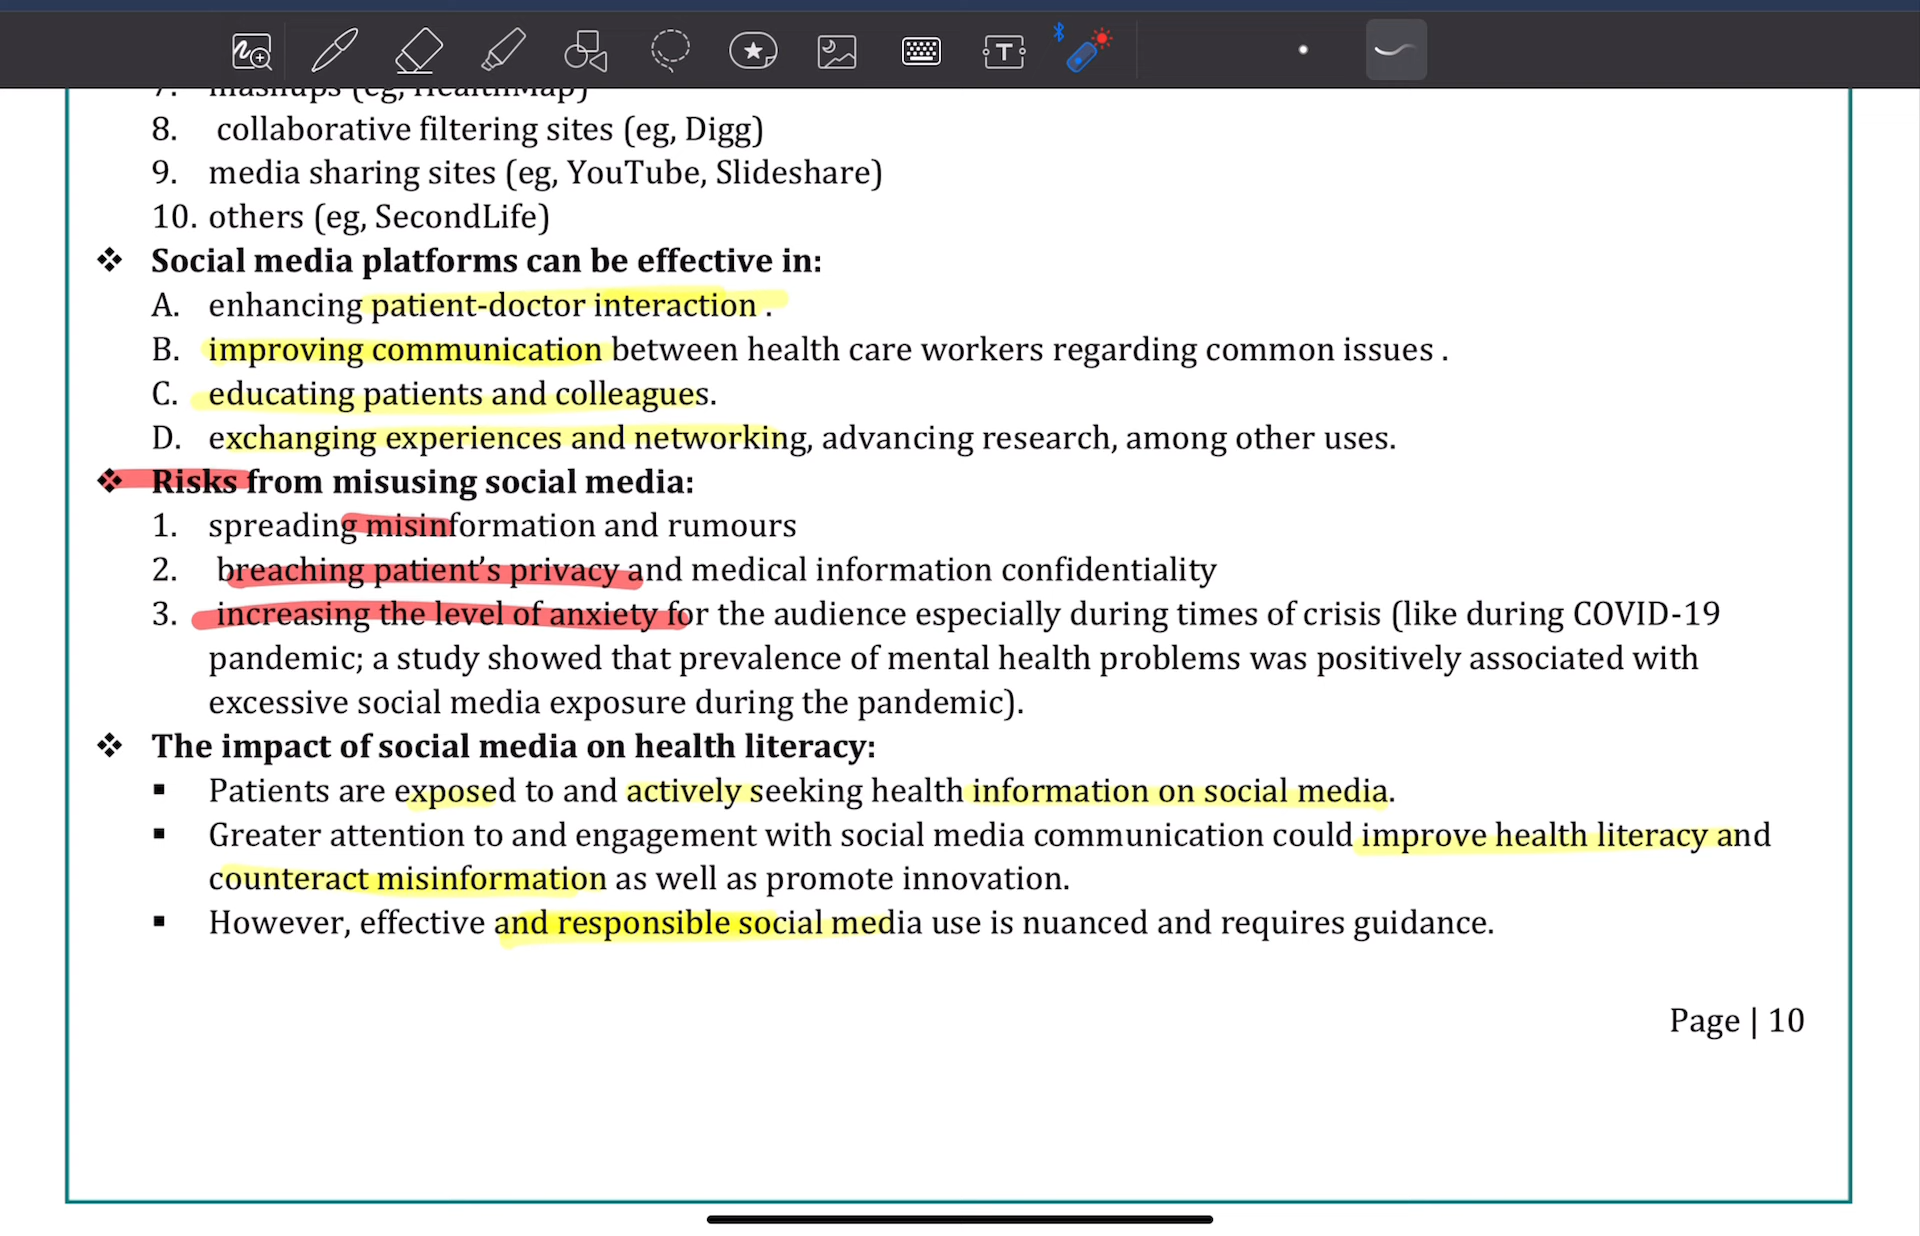 7. mashups (eg, HealthMap)
8. collaborative filtering sites (eg, Digg)
9. media sharing sites (eg, YouTube, Slideshare)
10. others (eg, SecondLife)
❖ Social media platforms can be effective in:
A. enhancing patient-doctor interaction .
B. improving communication between health care workers regarding common issues .
C. educating patients and colleagues.
D. exchanging experiences and networking, advancing research, among other uses.
❖ Risks from misusing social media:
1. spreading misinformation and rumours
2. breaching patient’s privacy and medical information confidentiality
3. increasing the level of anxiety for the audience especially during times of crisis (like during COVID-19
pandemic; a study showed that prevalence of mental health problems was positively associated with
excessive social media exposure during the pandemic).
❖ The impact of social media on health literacy:
▪ Patients are exposed to and actively seeking health information on social media.
▪ Greater attention to and engagement with social media communication could improve health literacy and
counteract misinformation as well as promote innovation.
▪ However, effective and responsible social media use is nuanced and requires guidance.
Page | 10